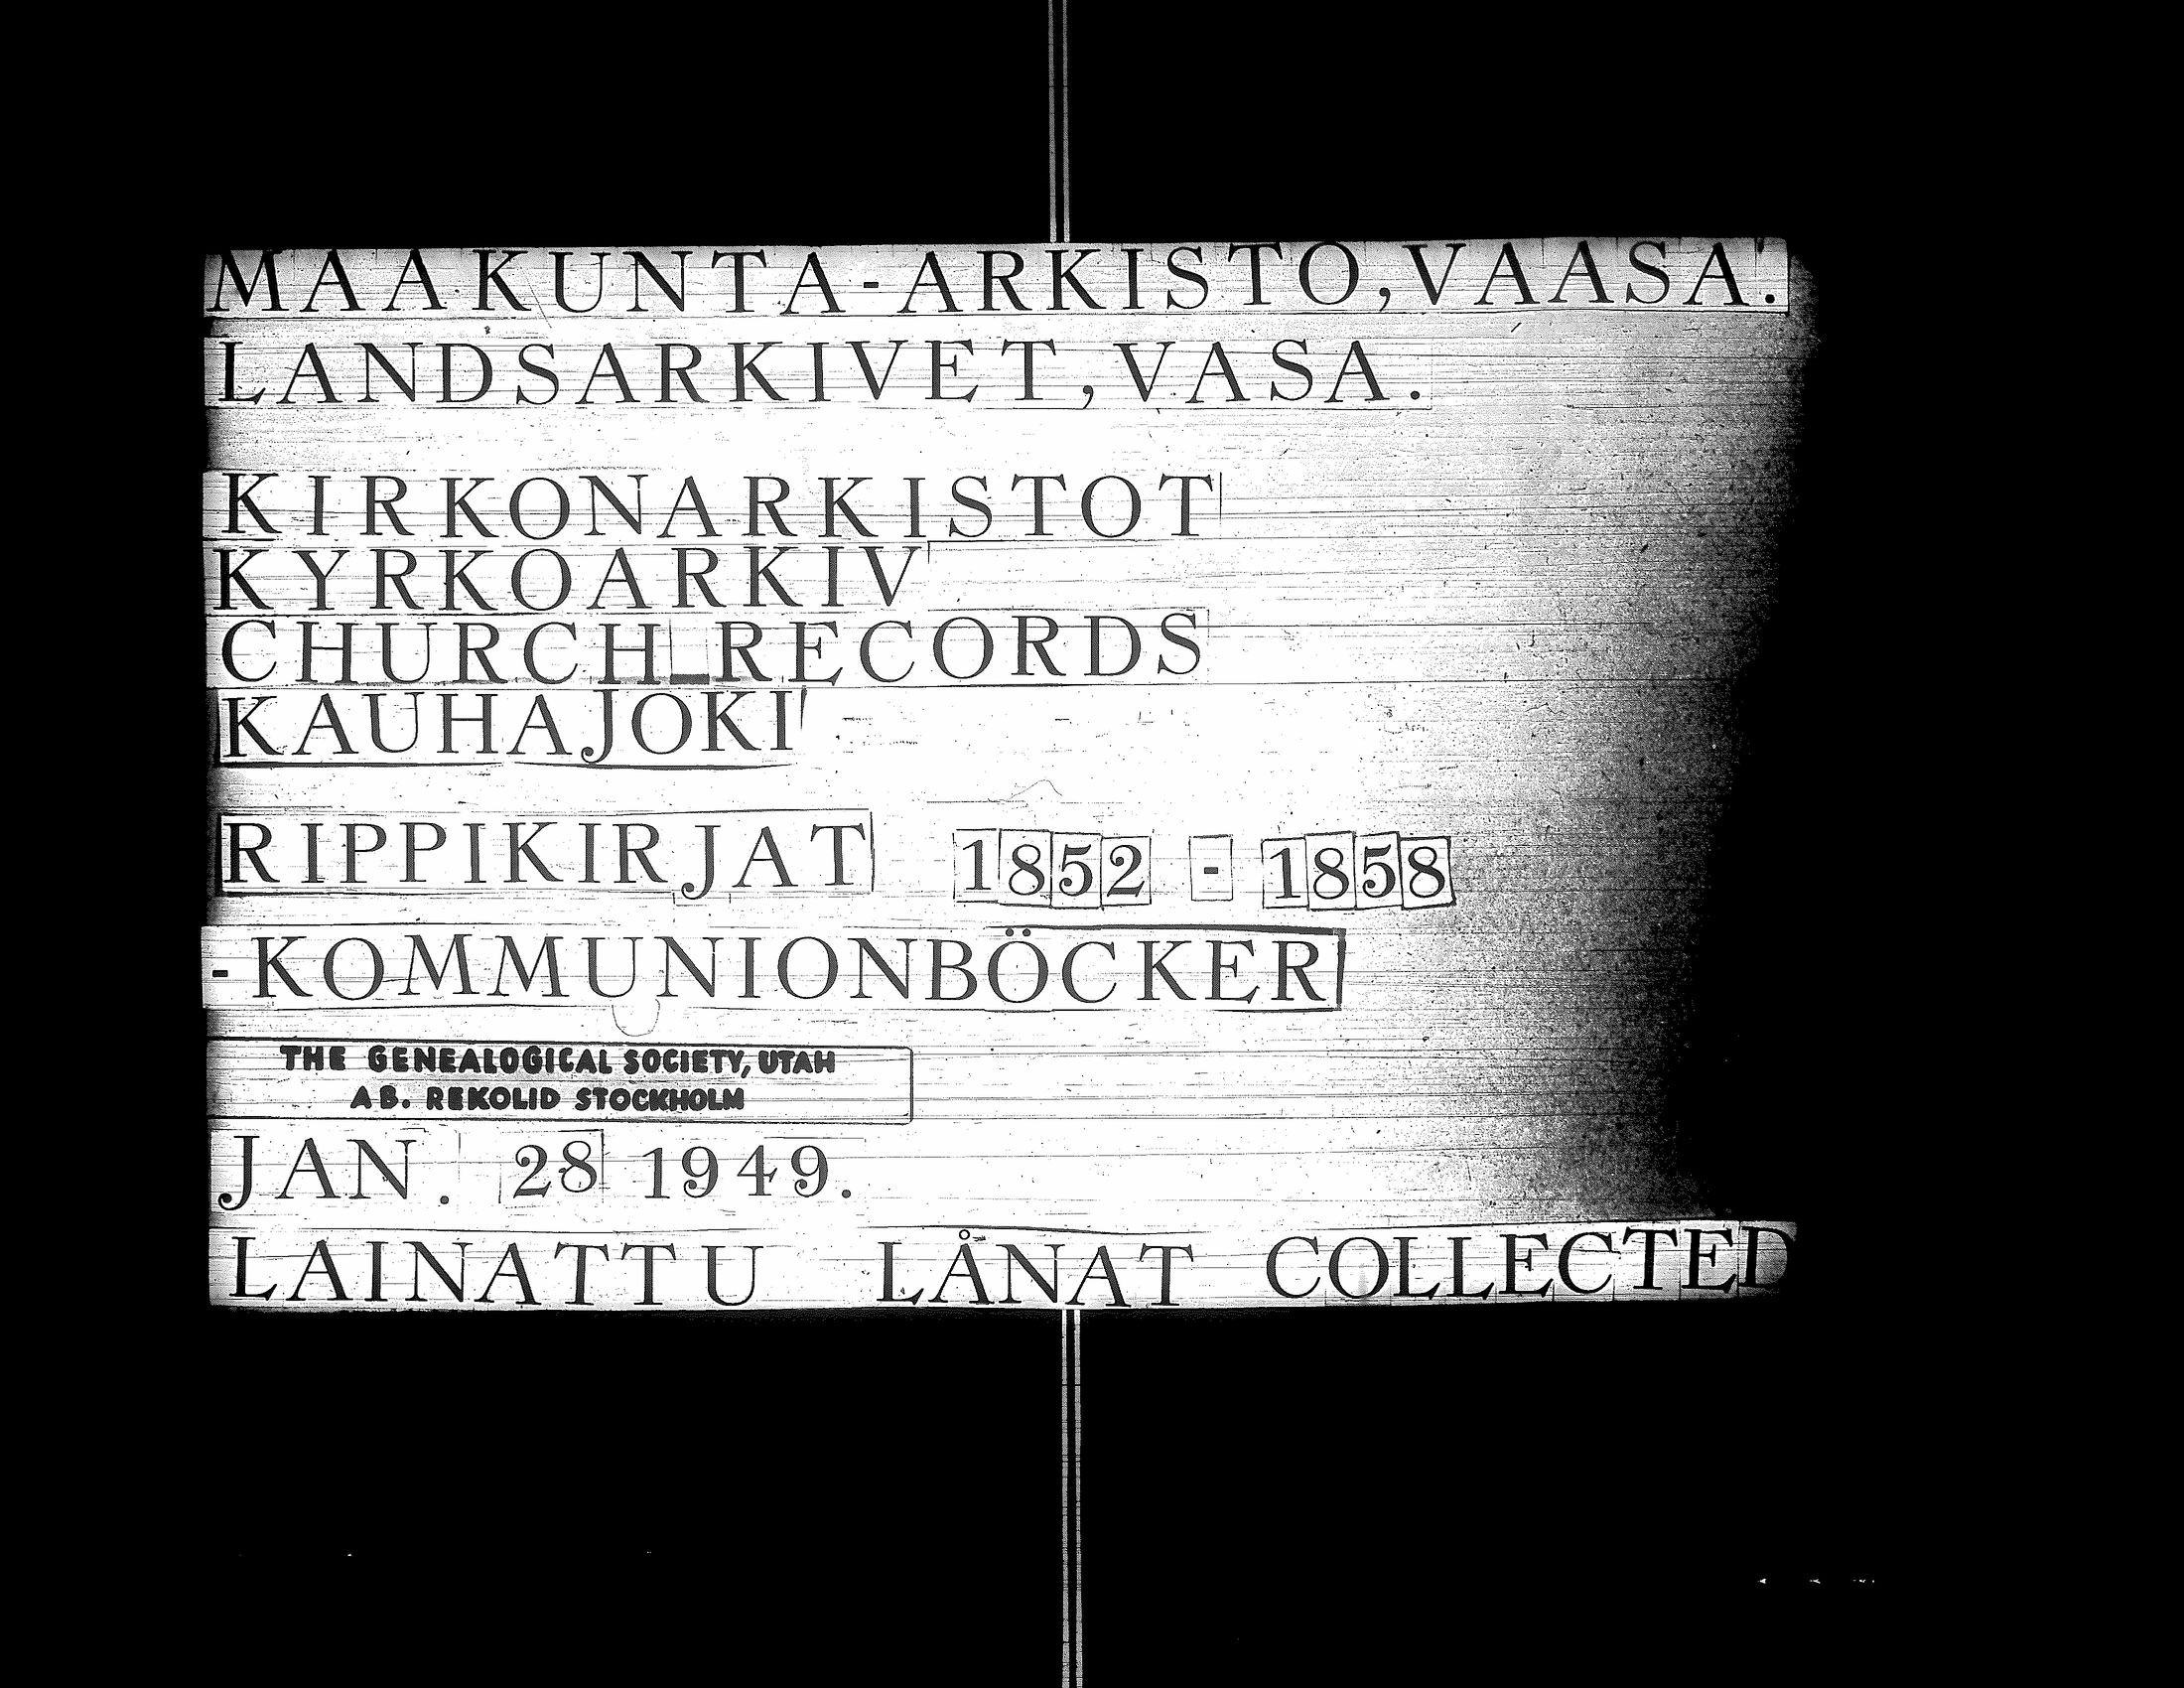 MAAKUNTA-ARKISTO,VAASA.
LANDSARKIVET,VASA.
KIRKONARKISTOT
KYRKOARKIV
CHURCH RECORDS
KAUHAJOKI
RIPPIKIRJAT 1852 - 1858
-KOMMUNIONBÖCKER
THE GENEALOGICAL SOCIETY, UTAH
AB. REKOLID STOCKHOLM
JAN. 28 1949.
LAINATTU LÅNAT COLLECTED